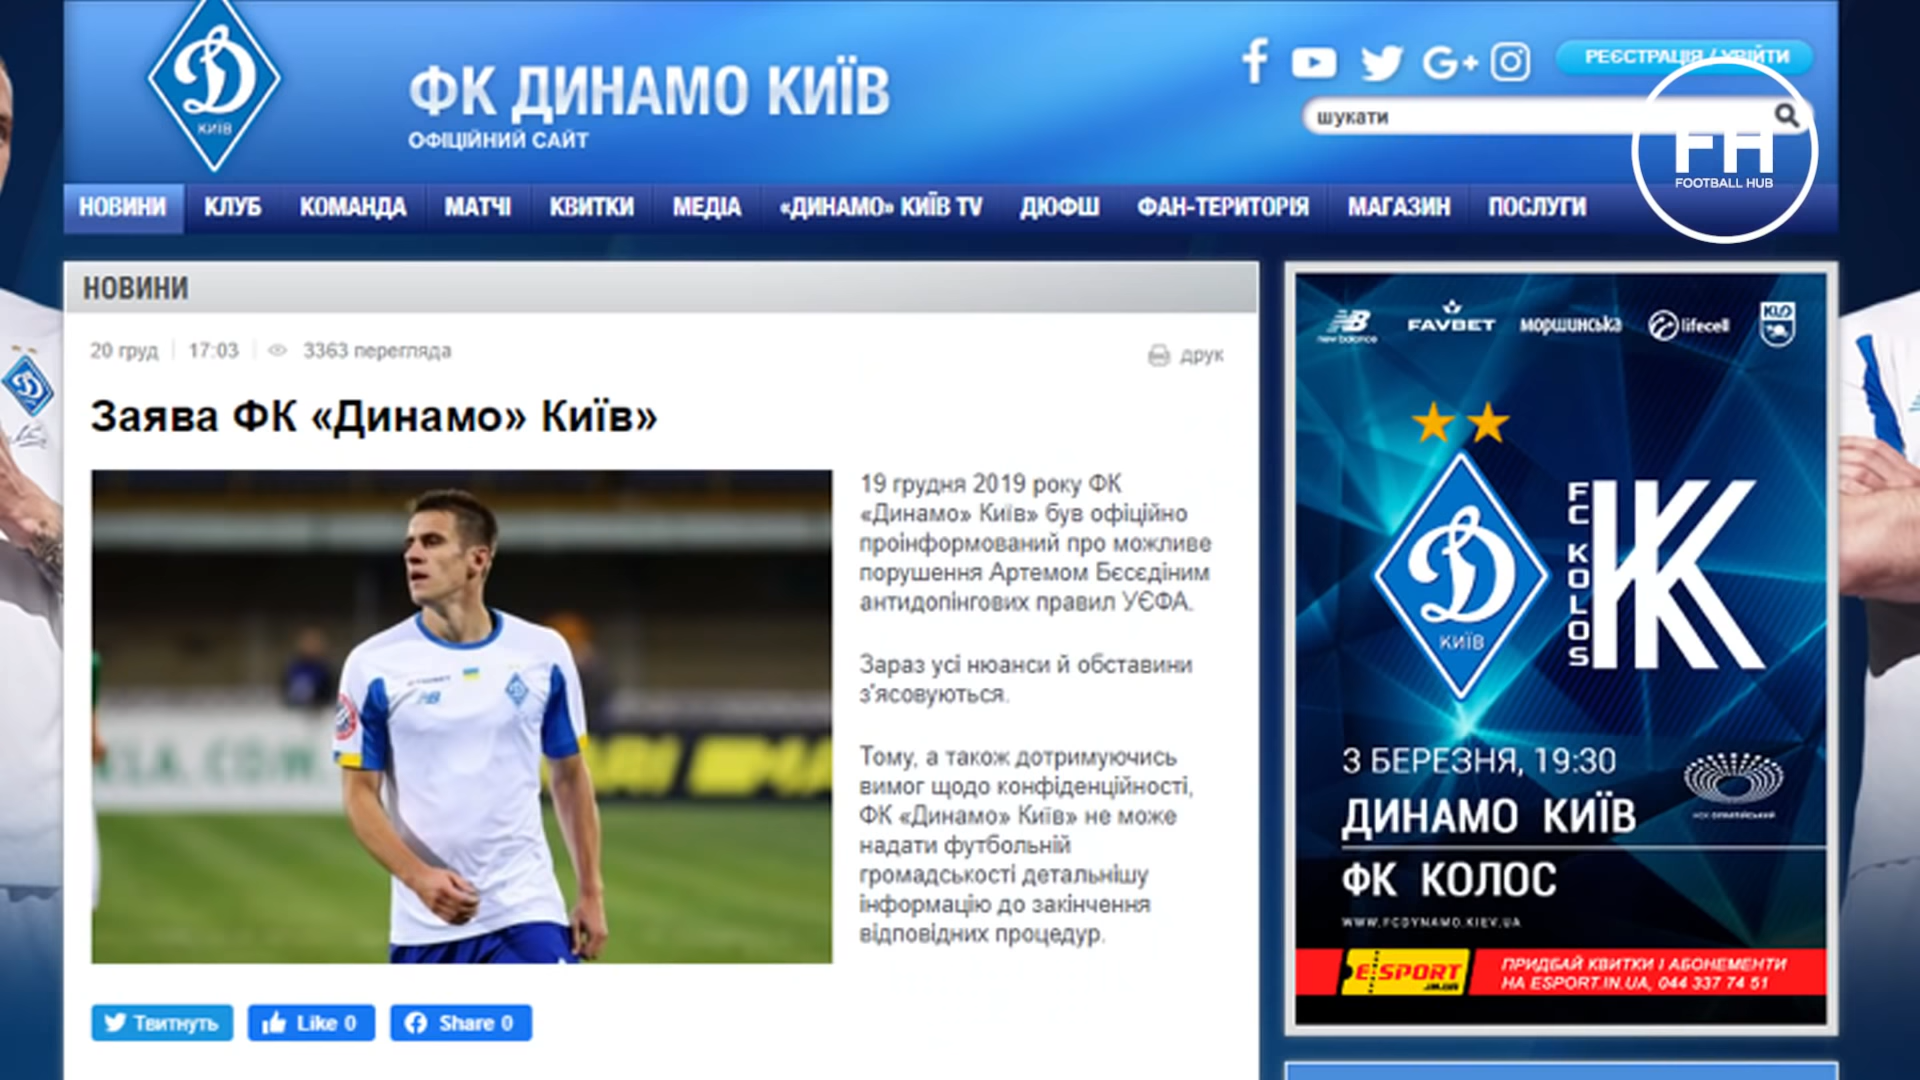 КИЇВ
ФК ДИНАМО КИЇВ
ОФІЦІЙНИЙ САЙТ
РЕЄСТРАЦІЯ / УВІЙТИ
шукати
FH
FOOTBALL HUB
НОВИНИ КЛУБ КОМАНДА МАТЧІ КВИТКИ МЕДІА «ДИНАМО» КИЇВ TV ДЮФШ ФАН-ТЕРИТОРІЯ МАГАЗИН ПОСЛУГИ
НОВИНИ
20 груд 17:03 3363 перегляда
друк
Заява ФК «Динамо» Київ»
19 грудня 2019 року ФК
«Динамо» Київ» був офіційно
проінформований про можливе
порушення Артемом Бєсєдіним
антидопінгових правил УЄФА.
Зараз усі нюанси й обставини
з'ясовуються.
Тому, а також дотримуючись
вимог щодо конфіденційності,
ФК «Динамо» Київ» не може
надати футбольній
громадськості детальнішу
інформацію до закінчення
відповідних процедур.
Твитнуть
Like 0
Share 0
new balance
FAVBET
моршинська
lifecell
KLO
КИЇВ
FC KOLOS
3 БЕРЕЗНЯ, 19:30
ДИНАМО КИЇВ
ФК КОЛОС
WWW.FCDYNAMO.KIEV.UA
E-SPORT
ПРИДБАЙ КВИТКИ І АБОНЕМЕНТИ
НА ESPORT.IN.UA, 044 337 74 51